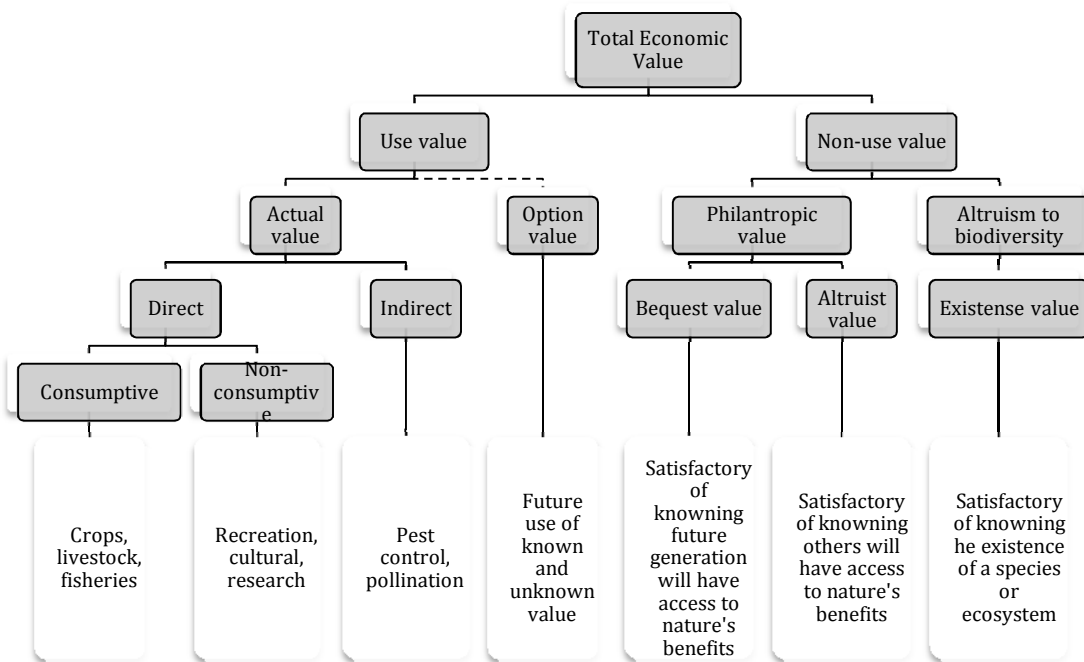 Total Economic
Value
Use value
Non-use value
Actual
value
Option
value
Philantropic
value
Altruism to
biodiversity
Direct
Indirect
Bequest value
Altruist
value
Existense value
Consumptive
Non-
consumptiv
e
Crops,
livestock,
fisheries
Recreation,
cultural,
research
Pest
control,
pollination
Future use of
known
and
unknown
value
Satisfactory
of
knowning
future
generation
will have
access to
nature's
benefits
Satisfactory
of knowning
others will
have access
to nature's
benefits
Satisfactory
of knowning
he existence
of a species
or
ecosystem